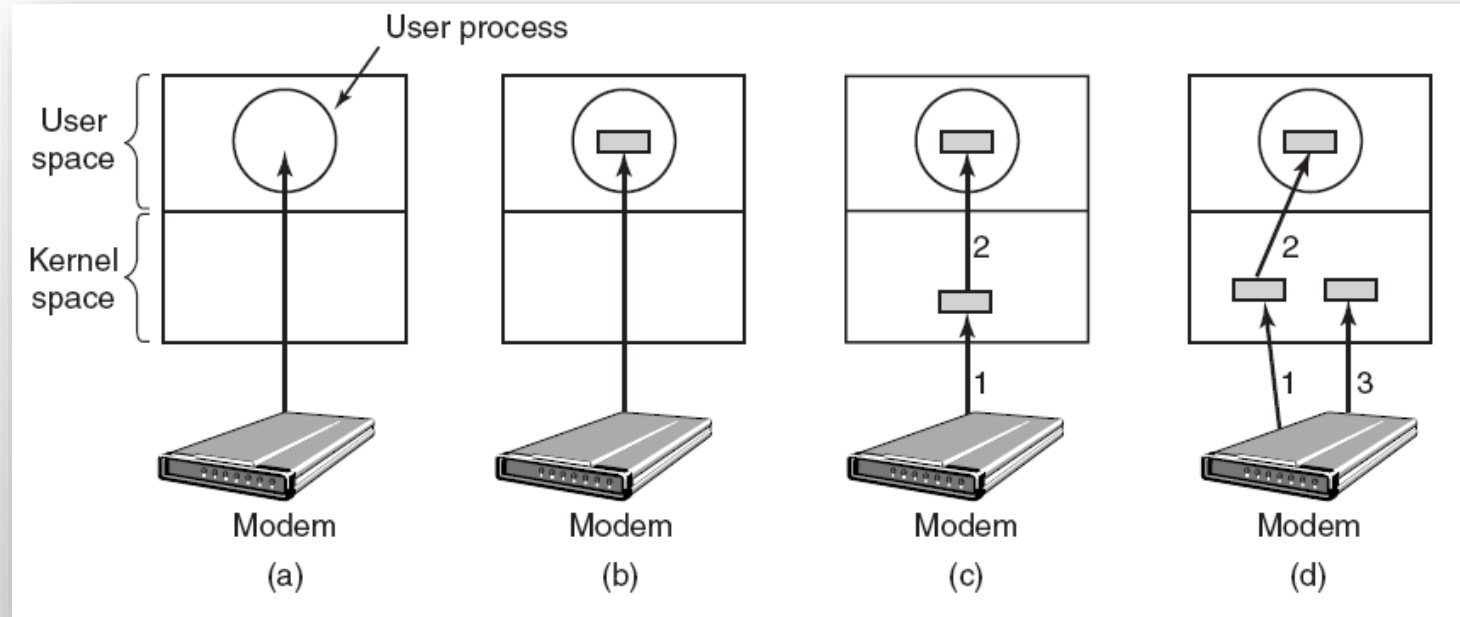 User process
User
space
Kernel
space
2
1
2
1
3
Modem
Modem
Modem
Modem
(a)
(b)
(c)
(d)